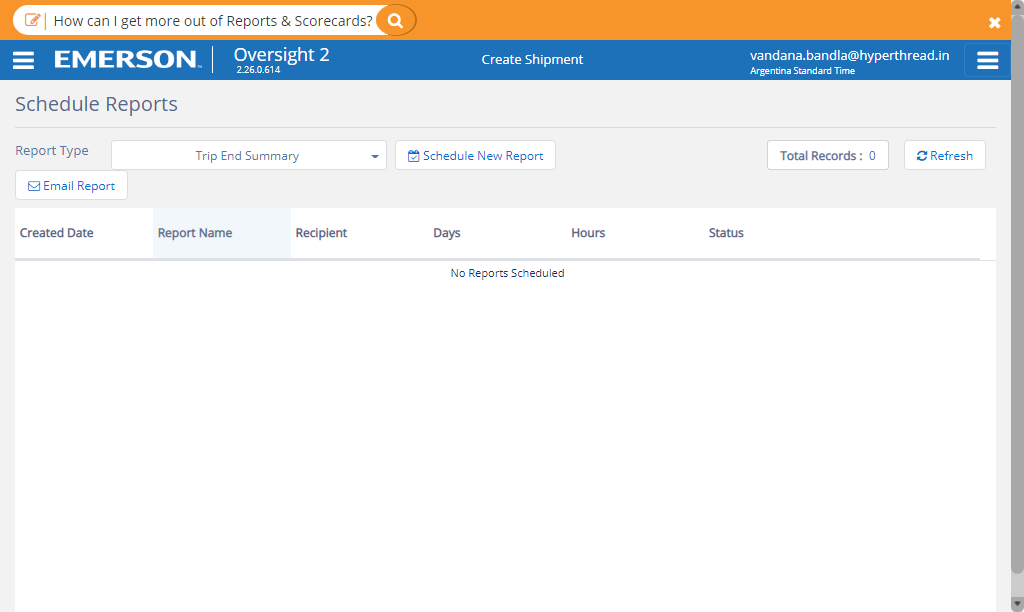 How can I get more out of Reports & Scorecards?
EMERSON
Oversight 2
2.26.0.614
Create Shipment
vandana.bandla@hyperthread.in
Argentina Standard Time
Schedule Reports
Report Type
Trip End Summary
Schedule New Report
Total Records : 0
Refresh
Email Report
Created Date Report Name Recipient Days Hours Status
No Reports Scheduled